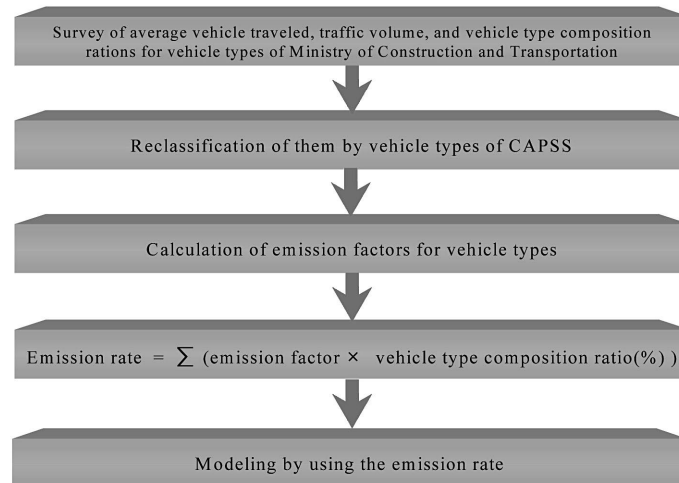 Survey of average vehicle traveled, traffic volume, and vehicle type composition
rations for vehicle types of Ministry of Construction and Transportation
Reclassification of them by vehicle types of CAPSS
Calculation of emission factors for vehicle types
Emission rate = ∑ (emission factor × vehicle type composition ratio(%) )
Modeling by using the emission rate